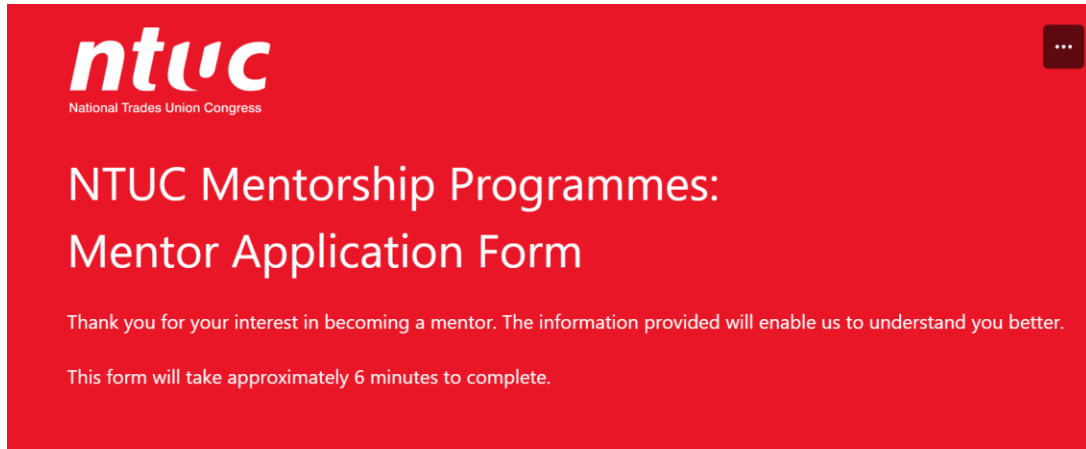 ntuc
National Trades Union Congress
...
NTUC Mentorship Programmes:
Mentor Application Form
Thank you for your interest in becoming a mentor. The information provided will enable us to understand you better.
This form will take approximately 6 minutes to complete.